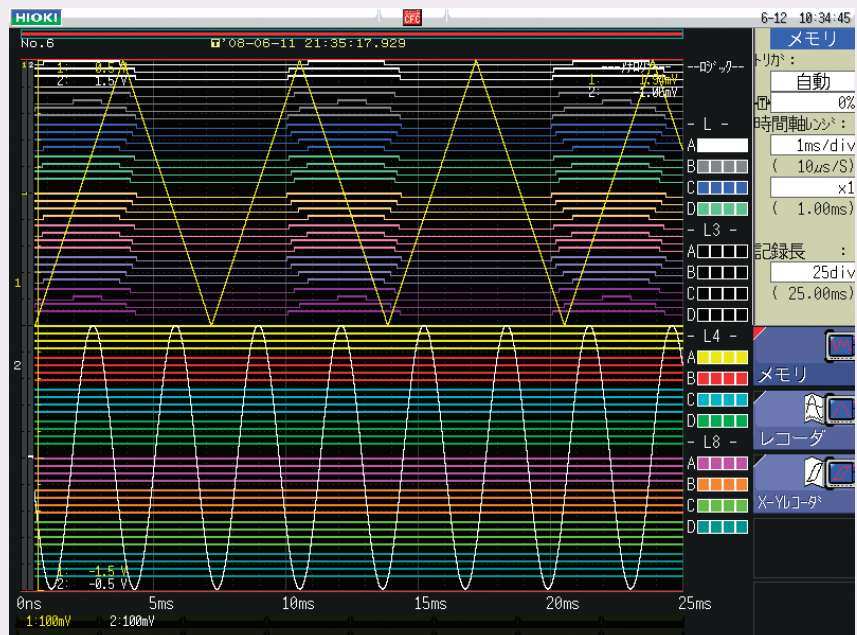 HIOKI
CFC
6-12 10:34:45
No.6
T'08-06-11 21:35:17.929
1: 0.5 V
2: 1.5 V
2: -1.00mV
--ﾛｼﾞｯｸ--
- L -
A
B
C
D
- L3 -
A
B
C
D
- L4 -
A
B
C
D
- L8 -
A
B
C
D
1
2
1: -1.5 V
2: -0.5 V
0ns
5ms
10ms
15ms
20ms
25ms
1:100mV
2:100mV
メモリ
ﾄﾘｶﾞ:
自動
T
0%
時間軸ﾚﾝｼﾞ:
1ms/div
( 10μs/S)
x1
( 1.00ms)
記録長 :
25div
( 25.00ms)
メモリ
レコーダ
X-Yﾚｺｰﾀﾞ